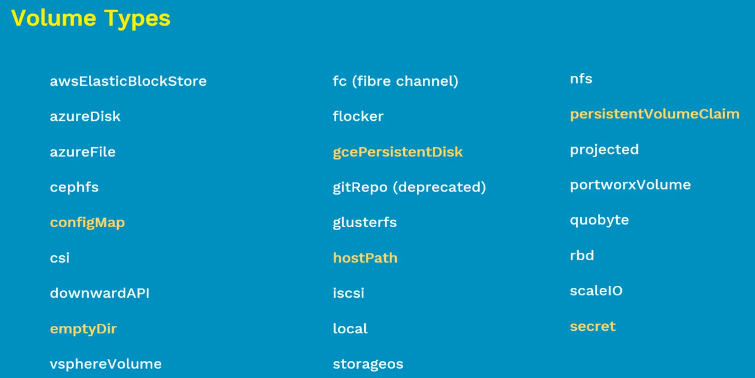 Volume Types
awsElasticBlockStore
azureDisk
azureFile
cephfs
configMap
csi
downwardAPI
emptyDir
vsphereVolume
fc (fibre channel)
flocker
gcePersistentDisk
gitRepo (deprecated)
glusterfs
hostPath
iscsi
local
storageos
nfs
persistentVolumeClaim
projected
portworxVolume
quobyte
rbd
scaleIO
secret